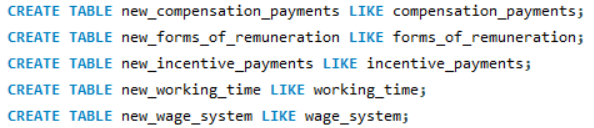 CREATE TABLE new_compensation_payments LIKE compensation_payments;
CREATE TABLE new_forms_of_remuneration LIKE forms_of_remuneration;
CREATE TABLE new_incentive_payments LIKE incentive_payments;
CREATE TABLE new_working_time LIKE working_time;
CREATE TABLE new_wage_system LIKE wage_system;